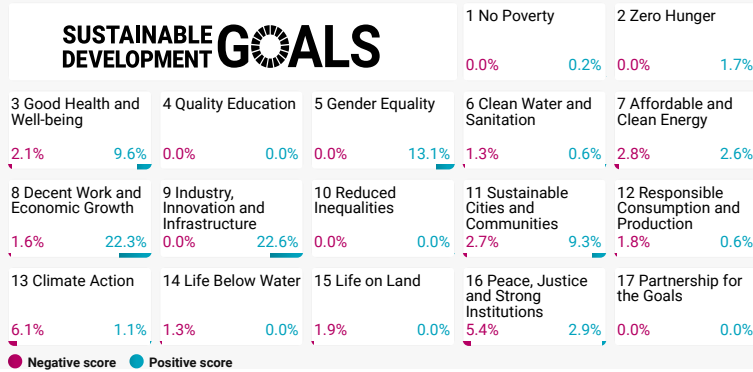 SUSTAINABLE
DEVELOPMENT
GOALS
1 No Poverty
0.0% 0.2%
2 Zero Hunger
0.0% 1.7%
3 Good Health and
Well-being
2.1% 9.6%
4 Quality Education
0.0% 0.0%
5 Gender Equality
0.0% 13.1%
6 Clean Water and
Sanitation
1.3% 0.6%
7 Affordable and
Clean Energy
2.8% 2.6%
8 Decent Work and
Economic Growth
1.6% 22.3%
9 Industry,
Innovation and
Infrastructure
0.0% 22.6%
10 Reduced
Inequalities
0.0% 0.0%
11 Sustainable
Cities and
Communities
2.7% 9.3%
12 Responsible
Consumption and
Production
1.8% 0.6%
13 Climate Action
6.1% 1.1%
14 Life Below Water
1.3% 0.0%
15 Life on Land
1.9% 0.0%
16 Peace, Justice
and Strong
Institutions
5.4% 2.9%
17 Partnership for
the Goals
0.0% 0.0%
Negative score Positive score